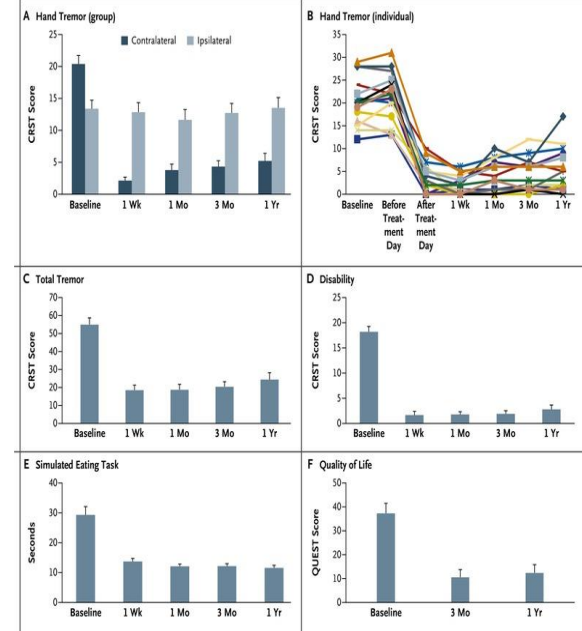 A Hand Tremor (group)
Contralateral Ipsilateral
CRST Score
35
30
25
20
15
10
5
0
Baseline 1 Wk 1 Mo 3 Mo 1 Yr
B Hand Tremor (individual)
CRST Score
35
30
25
20
15
10
5
0
Baseline Before After 1 Wk 1 Mo 3 Mo 1 Yr
Treat- Treat-
ment ment
Day Day
C Total Tremor
CRST Score
70
60
50
40
30
20
10
0
Baseline 1 Wk 1 Mo 3 Mo 1 Yr
D Disability
CRST Score
25
20
15
10
5
0
Baseline 1 Wk 1 Mo 3 Mo 1 Yr
E Simulated Eating Task
Seconds
40
30
20
10
0
Baseline 1 Wk 1 Mo 3 Mo 1 Yr
F Quality of Life
QUEST Score
50
40
30
20
10
0
Baseline 3 Mo 1 Yr